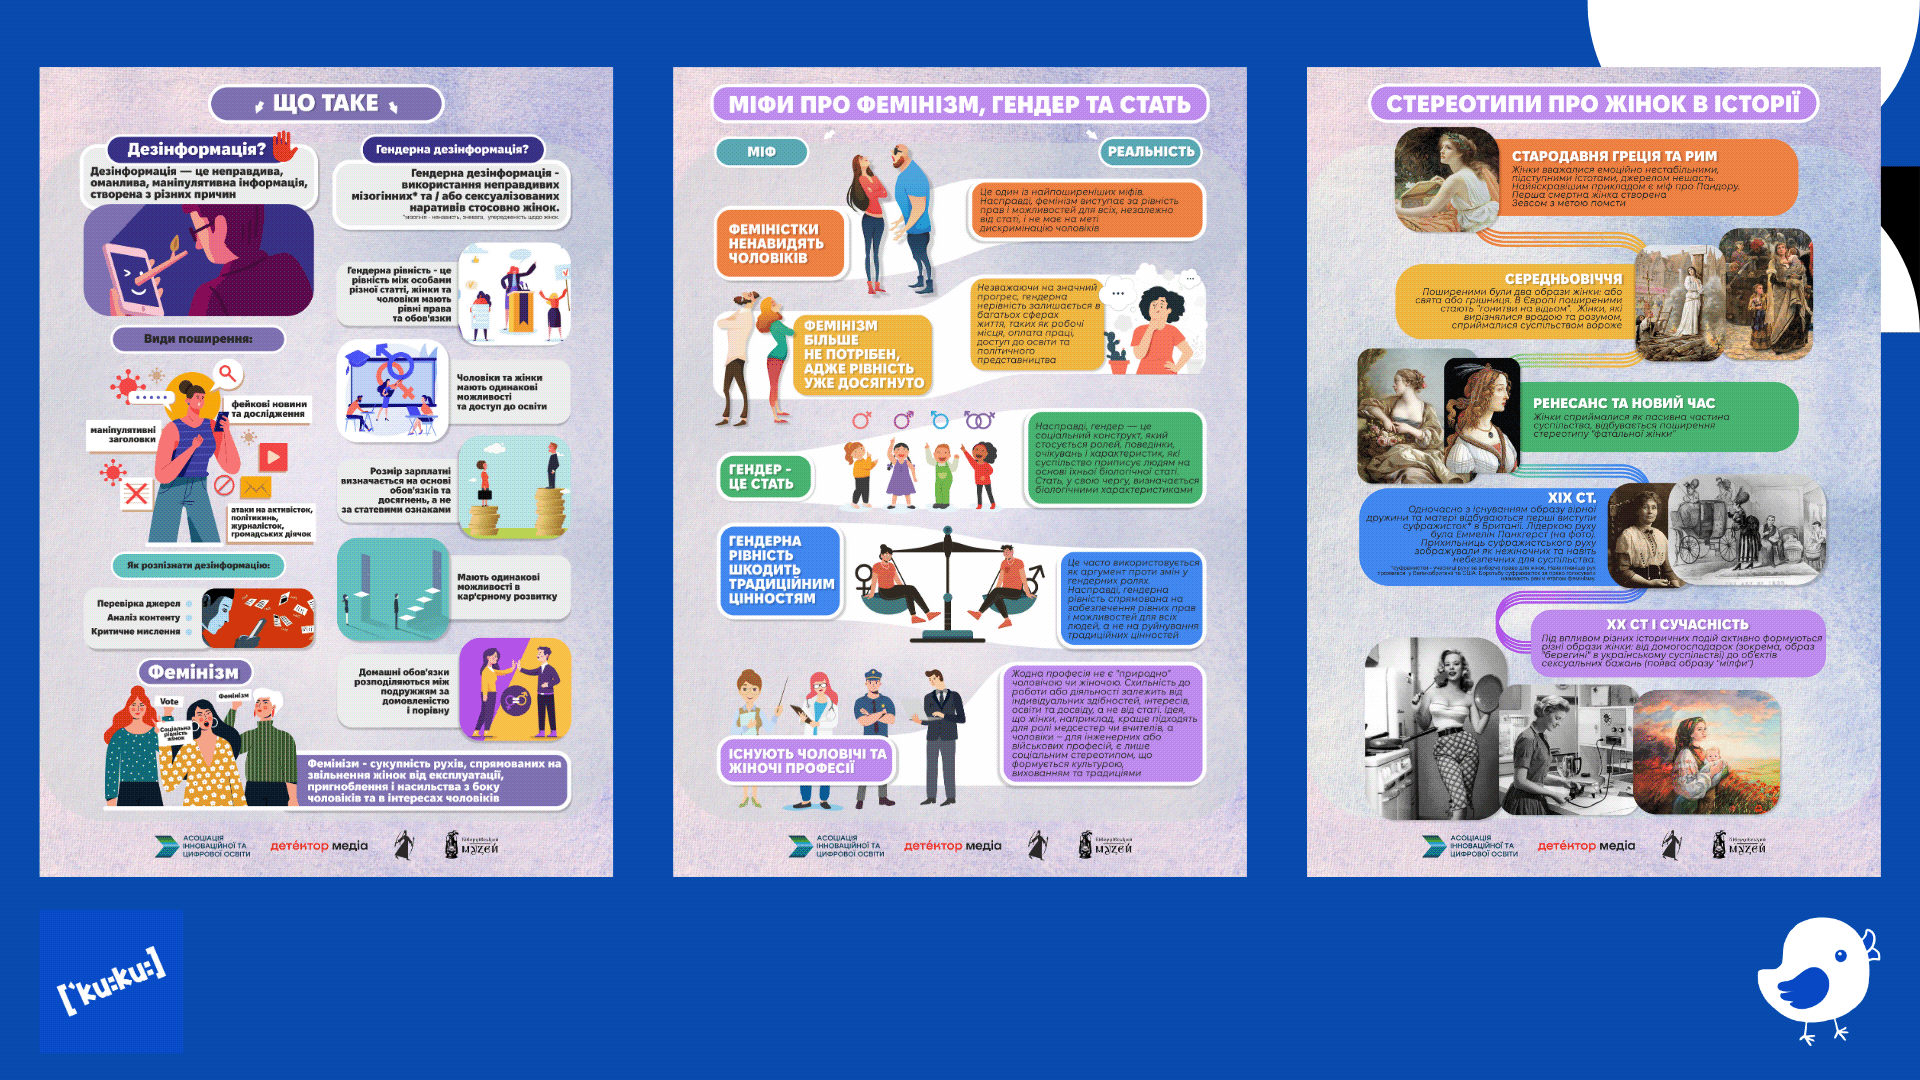 ЩО ТАКЕ
Дезінформація?
Дезінформація — це неправдива,
оманлива, маніпулятивна інформація,
створена з різних причин
Види поширення:
фейкові новини
та дослідження
маніпулятивні
заголовки
атаки на активісток,
політикинь,
журналісток,
громадських діячок
Як розпізнати дезінформацію:
Перевірка джерел
Аналіз контенту
Критичне мислення
Гендерна дезінформація?
Гендерна дезінформація -
використання неправдивих
мізогінних* та / або сексуалізованих
наративів стосовно жінок.
Гендерна рівність - це
рівність між особами
різної статті, жінки та
чоловіки мають
рівні права
та обов'язки
Чоловіки та жінки
мають одинакові
можливості
та доступ до освіти
Розмір зарплатні
визначається на основі
обов'язків та
досягнень, а не
за статевими ознаками
Мають одинакові
можливості в
кар'єрному розвитку
Домашні обов'язки
розподіляються між
подружжям за
домовленістю
і порівну
Фемінізм
Vote
Фемінізм
Соціальна
рівність
жінок
Фемінізм - сукупність рухів, спрямованих на
звільнення жінок від експлуатації,
пригноблення і насильства з боку
чоловіків та в інтересах чоловіків
АСОЦІАЦІЯ
ІННОВАЦІЙНОЇ ТА
ЦИФРОВОЇ ОСВІТИ
детектор медіа
музей
МІФИ ПРО ФЕМІНІЗМ, ГЕНДЕР ТА СТАТЬ
МІФ
РЕАЛЬНІСТЬ
ФЕМІНІСТКИ
НЕНАВИДЯТЬ
ЧОЛОВІКІВ
Це один із найпоширеніших міфів.
Насправді, фемінізм виступає за рівність
прав і можливостей для всіх, незалежно
від статі, і не має на меті
дискримінацію чоловіків
ФЕМІНІЗМ
БІЛЬШЕ
НЕ ПОТРІБЕН,
АДЖЕ РІВНІСТЬ
УЖЕ ДОСЯГНУТО
Незважаючи на значний
прогрес, гендерна
нерівність залишається в
багатьох сферах
життя, таких як робочі
місця, оплата праці,
доступ до освіти та
політичного
представництва
ГЕНДЕР -
ЦЕ СТАТЬ
Насправді, гендер — це
соціальний конструкт, який
стосується ролей, поведінки,
очікувань і характеристик, які
суспільство приписує людям на
основі їхньої біологічної статі.
Стать, у свою чергу, визначається
біологічними характеристиками
ГЕНДЕРНА
РІВНІСТЬ
ШКОДИТЬ
ТРАДИЦІЙНИМ
ЦІННОСТЯМ
Це часто використовується
як аргумент проти змін у
гендерних ролях.
Насправді, гендерна
рівність спрямована на
забезпечення рівних прав
і можливостей для всіх
людей, а не на руйнування
традиційних цінностей
ІСНУЮТЬ ЧОЛОВІЧІ ТА
ЖІНОЧІ ПРОФЕСІЇ
Жодна професія не є "природно"
чоловічою чи жіночою. Схильність до
роботи або діяльності залежить від
індивідуальних здібностей, інтересів,
освіти та досвіду, а не від статі. Ідея,
що жінки, наприклад, краще підходять
для ролі медсестер чи вчителів, а
чоловіки — для інженерних або
військових професій, є лише
соціальним стереотипом, що
формується культурою,
вихованням та традиціями
АСОЦІАЦІЯ
ІННОВАЦІЙНОЇ ТА
ЦИФРОВОЇ ОСВІТИ
детектор медіа
музей
СТЕРЕОТИПИ ПРО ЖІНОК В ІСТОРІЇ
СТАРОДАВНЯ ГРЕЦІЯ ТА РИМ
Жінки вважалися емоційно нестабільними,
підступними істотами, джерелом нещасть.
Найяскравішим прикладом є міф про Пандору.
Перша смертна жінка створена
Зевсом з метою помсти
СЕРЕДНЬОВІЧЧЯ
Поширеними були два образи жінки: або
свята або грішниця. В Європі поширеними
стають "гонитви на відьом". Жінки, які
вирізнялися вродою та розумом,
сприймалися суспільством вороже
РЕНЕСАНС ТА НОВИЙ ЧАС
Жінки сприймалися як пасивна частина
суспільства, відбувається поширення
стереотипу "фатальної жінки"
XIX СТ.
Одночасно з існуванням образу вірної
дружини та матері відбуваються перші виступи
суфражисток* в Британії. Лідеркою руху
була Еммелін Панкгерст (на фото).
Прихильниць суфражистського руху
зображували як нежіночних та навіть
небезпечних для суспільства.
XX СТ І СУЧАСНІСТЬ
Під впливом різних історичних подій активно формуються
різні образи жінки: від домогосподарок (зокрема, образ
"берегині" в українському суспільстві) до об'єктів
сексуальних бажань (поява образу "мілфи")
АСОЦІАЦІЯ
ІННОВАЦІЙНОЇ ТА
ЦИФРОВОЇ ОСВІТИ
детектор медіа
музей
['ku:ku:]